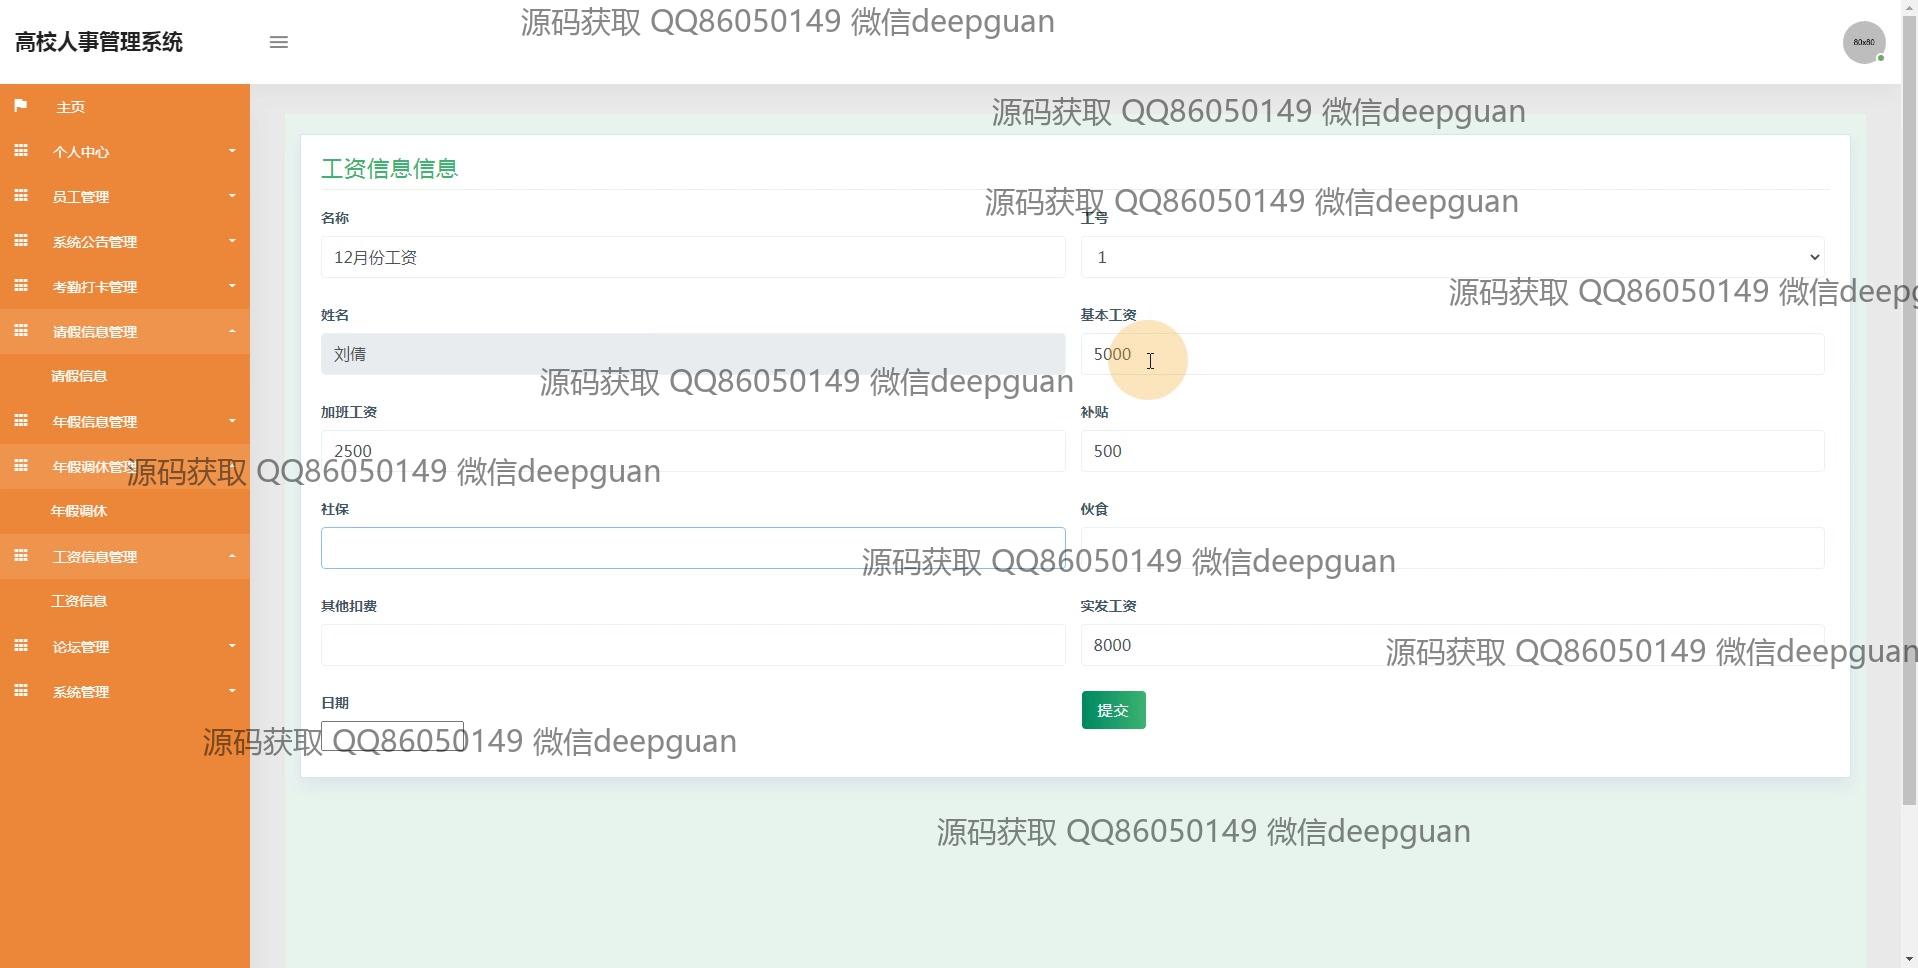 源码获取 QQ86050149 微信deepguan
高校人事管理系统
80x80
主页
源码获取 QQ86050149 微信deepguan
个人中心
工资信息信息
员工管理
源码获取 QQ86050149 微信deepguan
名称
工号
系统公告管理
12月份工资
1
考勤打卡管理
源码获取 QQ86050149 微信deepg
姓名
基本工资
请假信息管理
刘倩
5000
请假信息
源码获取 QQ86050149 微信deepguan
加班工资
补贴
年假信息管理
2500
500
年假调休管理
源码获取 QQ86050149 微信deepguan
社保
伙食
年假调休
工资信息管理
源码获取 QQ86050149 微信deepguan
工资信息
其他扣费
实发工资
论坛管理
8000
源码获取 QQ86050149 微信deepguan
系统管理
日期
提交
源码获取 QQ86050149 微信deepguan
源码获取 QQ86050149 微信deepguan